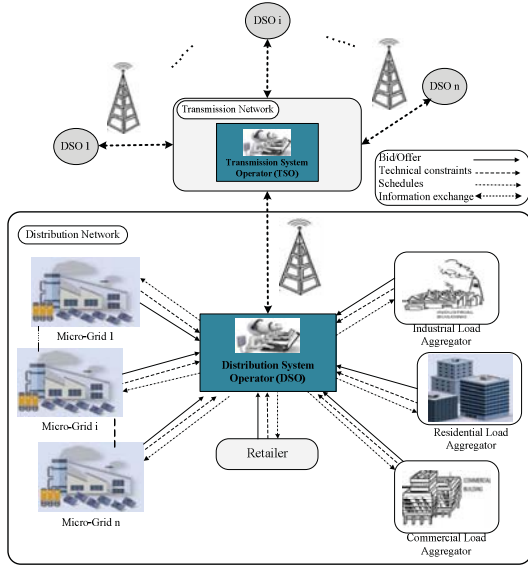 DSO i
DSO n
Transmission Network
DSO 1
Transmission System
Operator (TSO)
Bid/Offer
Technical constraints
Schedules
Information exchange
Distribution Network
Micro-Grid 1
Industrial Load
Aggregator
Distribution System
Operator (DSO)
Micro-Grid i
Residential Load
Aggregator
Retailer
COMMERCIAL
BUILDING
Micro-Grid n
Commercial Load
Aggregator